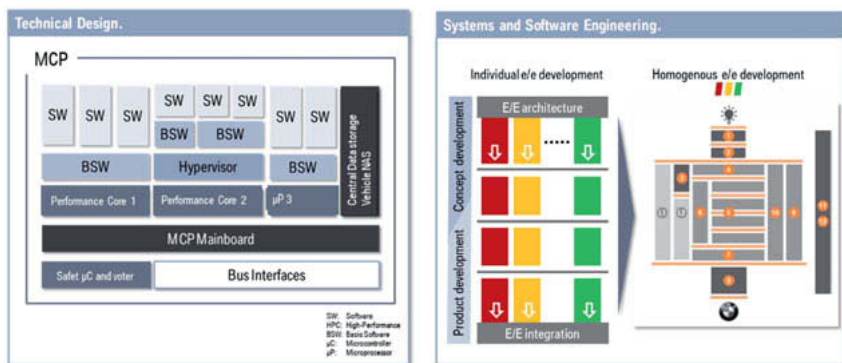 Technical Design.
MCP
SW SW SW SW SW SW SW SW
BSW BSW
BSW Hypervisor BSW
Performance Core 1 Performance Core 2 µP 3
Central Data storage
Vehicle NAS
MCP Mainboard
Safet µC and voter Bus Interfaces
SW: Software
HPC: High-Performance
BSW: Basis Software
µC: Microcontroller
µP: Microprocessor
Systems and Software Engineering.
Individual e/e development Homogenous e/e development
E/E architecture
Concept development
Product development
E/E integration